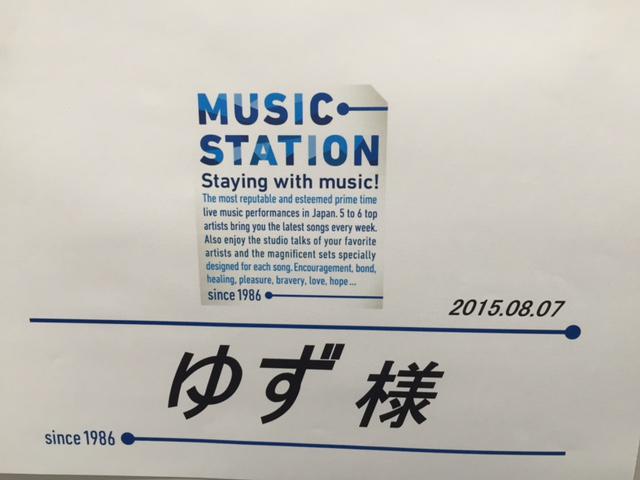 MUSIC
STATION
Staying with music!
The most reputable and esteemed prime time
live music performances in Japan. 5 to 6 top
artists bring you the latest songs every week.
Also enjoy the studio talks of your favorite
artists and the magnificent sets specially
designed for each song. Encouragement, bond,
healing, pleasure, bravery, love, hope...
since 1986
2015.08.07
ゆず 様
since 1986